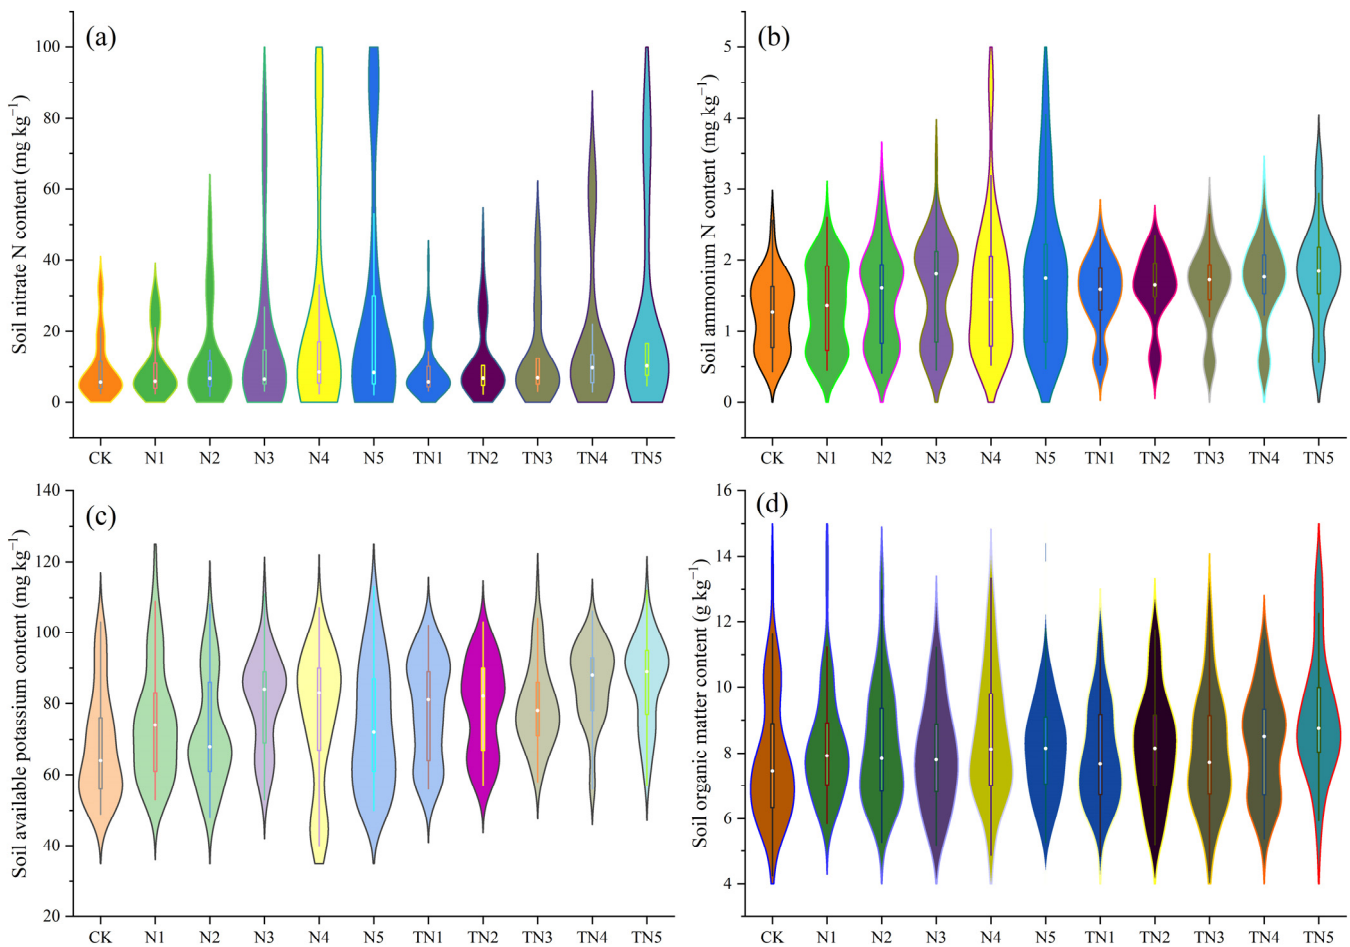 (a)
Soil nitrate N content (mg kg⁻¹)
100
80
60
40
20
0
CK N1 N2 N3 N4 N5 TN1 TN2 TN3 TN4 TN5
(b)
Soil ammonium N content (mg kg⁻¹)
5
4
3
2
1
0
CK N1 N2 N3 N4 N5 TN1 TN2 TN3 TN4 TN5
(c)
Soil available potassium content (mg kg⁻¹)
140
120
100
80
60
40
20
CK N1 N2 N3 N4 N5 TN1 TN2 TN3 TN4 TN5
(d)
Soil organic matter content (g kg⁻¹)
16
14
12
10
8
6
4
CK N1 N2 N3 N4 N5 TN1 TN2 TN3 TN4 TN5